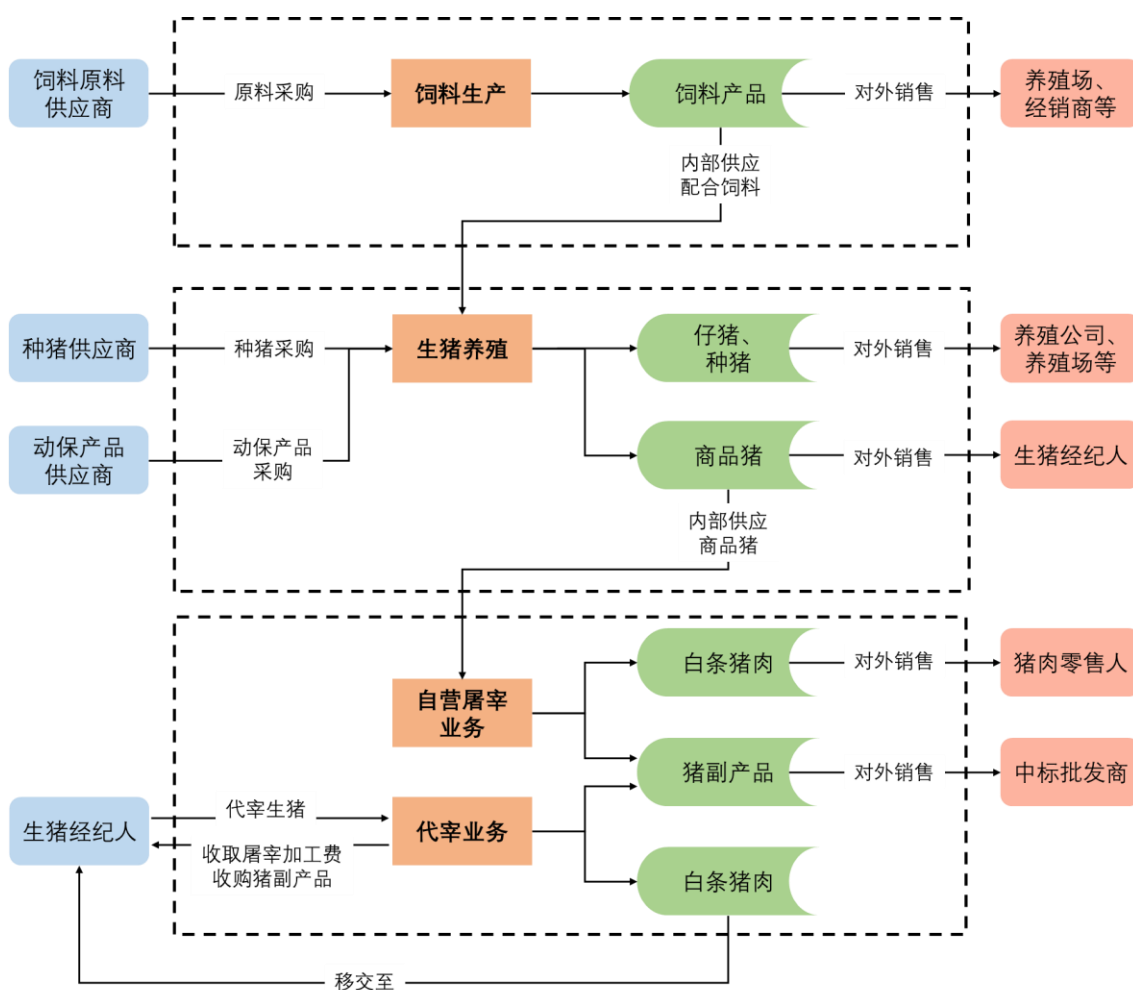 饲料原料
供应商
原料采购
饲料生产
饲料产品
对外销售
养殖场、
经销商等
内部供应
配合饲料
种猪供应商
种猪采购
生猪养殖
仔猪、
种猪
对外销售
养殖公司、
养殖场等
动保产品
供应商
动保产品
采购
商品猪
对外销售
生猪经纪人
内部供应
商品猪
自营屠宰
业务
白条猪肉
对外销售
猪肉零售人
猪副产品
对外销售
中标批发商
生猪经纪人
代宰生猪
代宰业务
收取屠宰加工费
收购猪副产品
白条猪肉
移交至